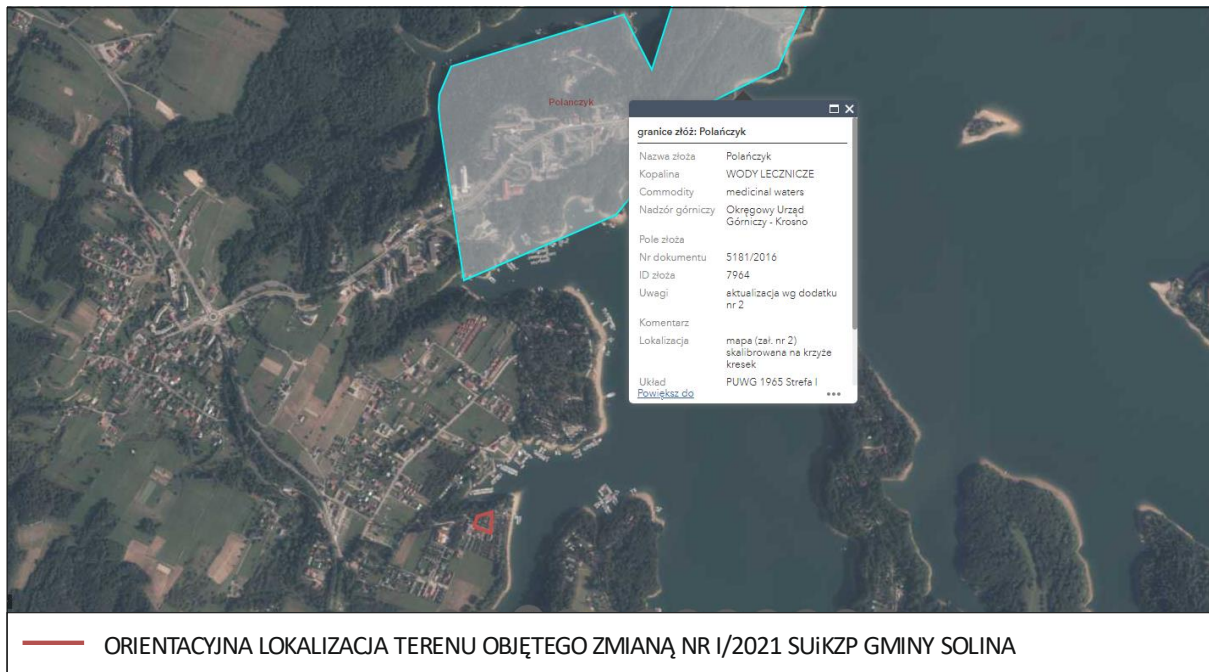 Polańczyk
granice złóż: Polańczyk
Nazwa złoża Polańczyk
Kopalina WODY LECZNICZE
Commodity medicinal waters
Nadzór górniczy Okręgowy Urząd
Górniczy - Krosno
Pole złoża
Nr dokumentu 5181/2016
ID złoża 7964
Uwagi aktualizacja wg dodatku
nr 2
Komentarz
Lokalizacja mapa (zał. nr 2)
skalibrowana na krzyże
kresek
Układ PUWG 1965 Strefa I
Powiększ do
ORIENTACYJNA LOKALIZACJA TERENU OBJĘTEGO ZMIANĄ NR I/2021 SUiKZP GMINY SOLINA